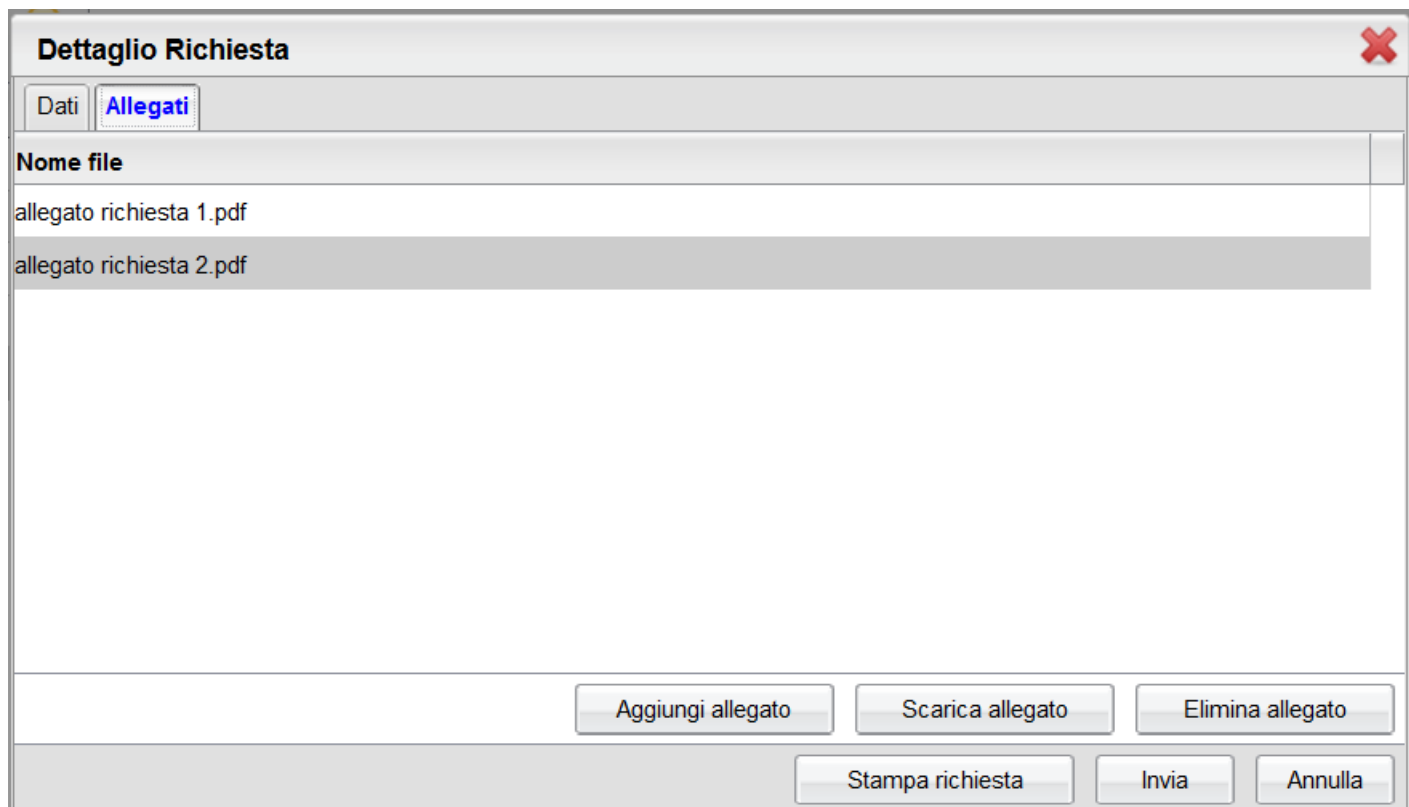 Dettaglio Richiesta
Dati Allegati
Nome file
allegato richiesta 1.pdf
allegato richiesta 2.pdf
Aggiungi allegato Scarica allegato Elimina allegato
Stampa richiesta Invia Annulla